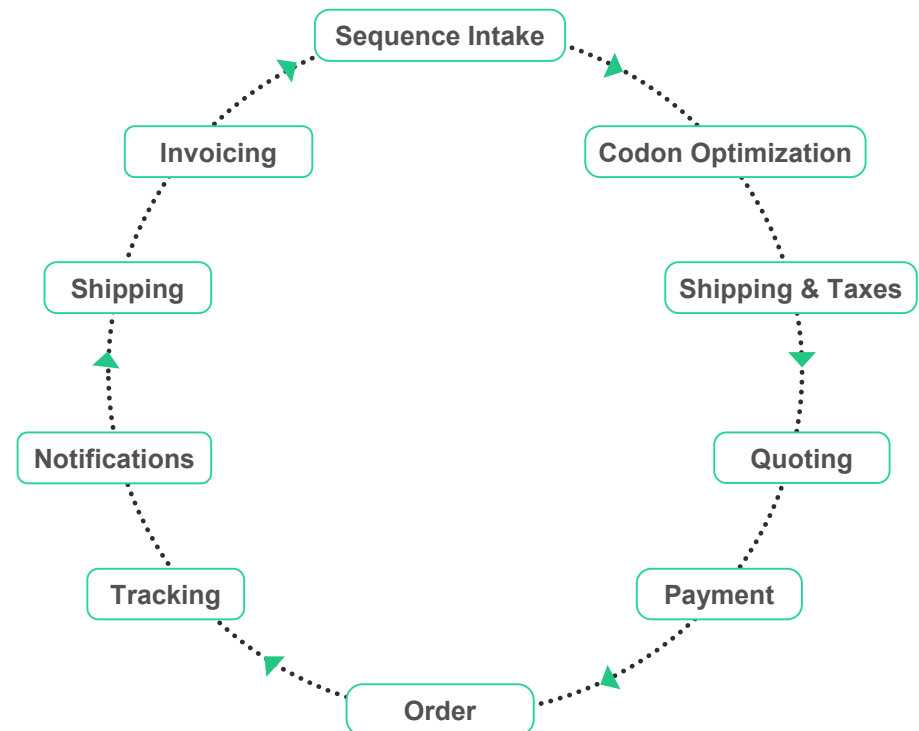 Sequence Intake
Codon Optimization
Shipping & Taxes
Quoting
Payment
Order
Tracking
Notifications
Shipping
Invoicing